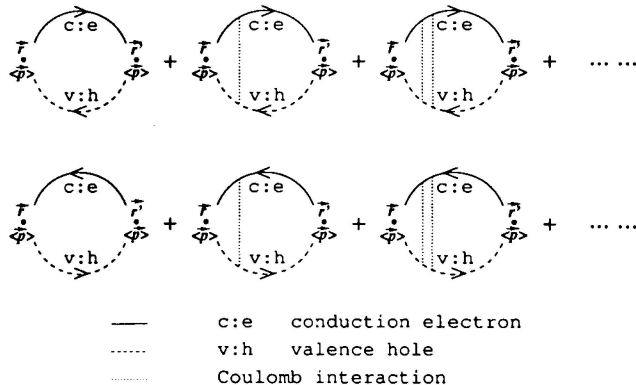 c:e c:e c:e
r⃗ r⃗' + r⃗ r⃗' + r⃗ r⃗' + ... ...
<p⃗> <p⃗> <p⃗> <p⃗> <p⃗> <p⃗>
v:h v:h v:h
c:e c:e c:e
r⃗ r⃗' + r⃗ r⃗' + r⃗ r⃗' + ... ...
<p⃗> <p⃗> <p⃗> <p⃗> <p⃗> <p⃗>
v:h v:h v:h
c:e conduction electron
v:h valence hole
Coulomb interaction